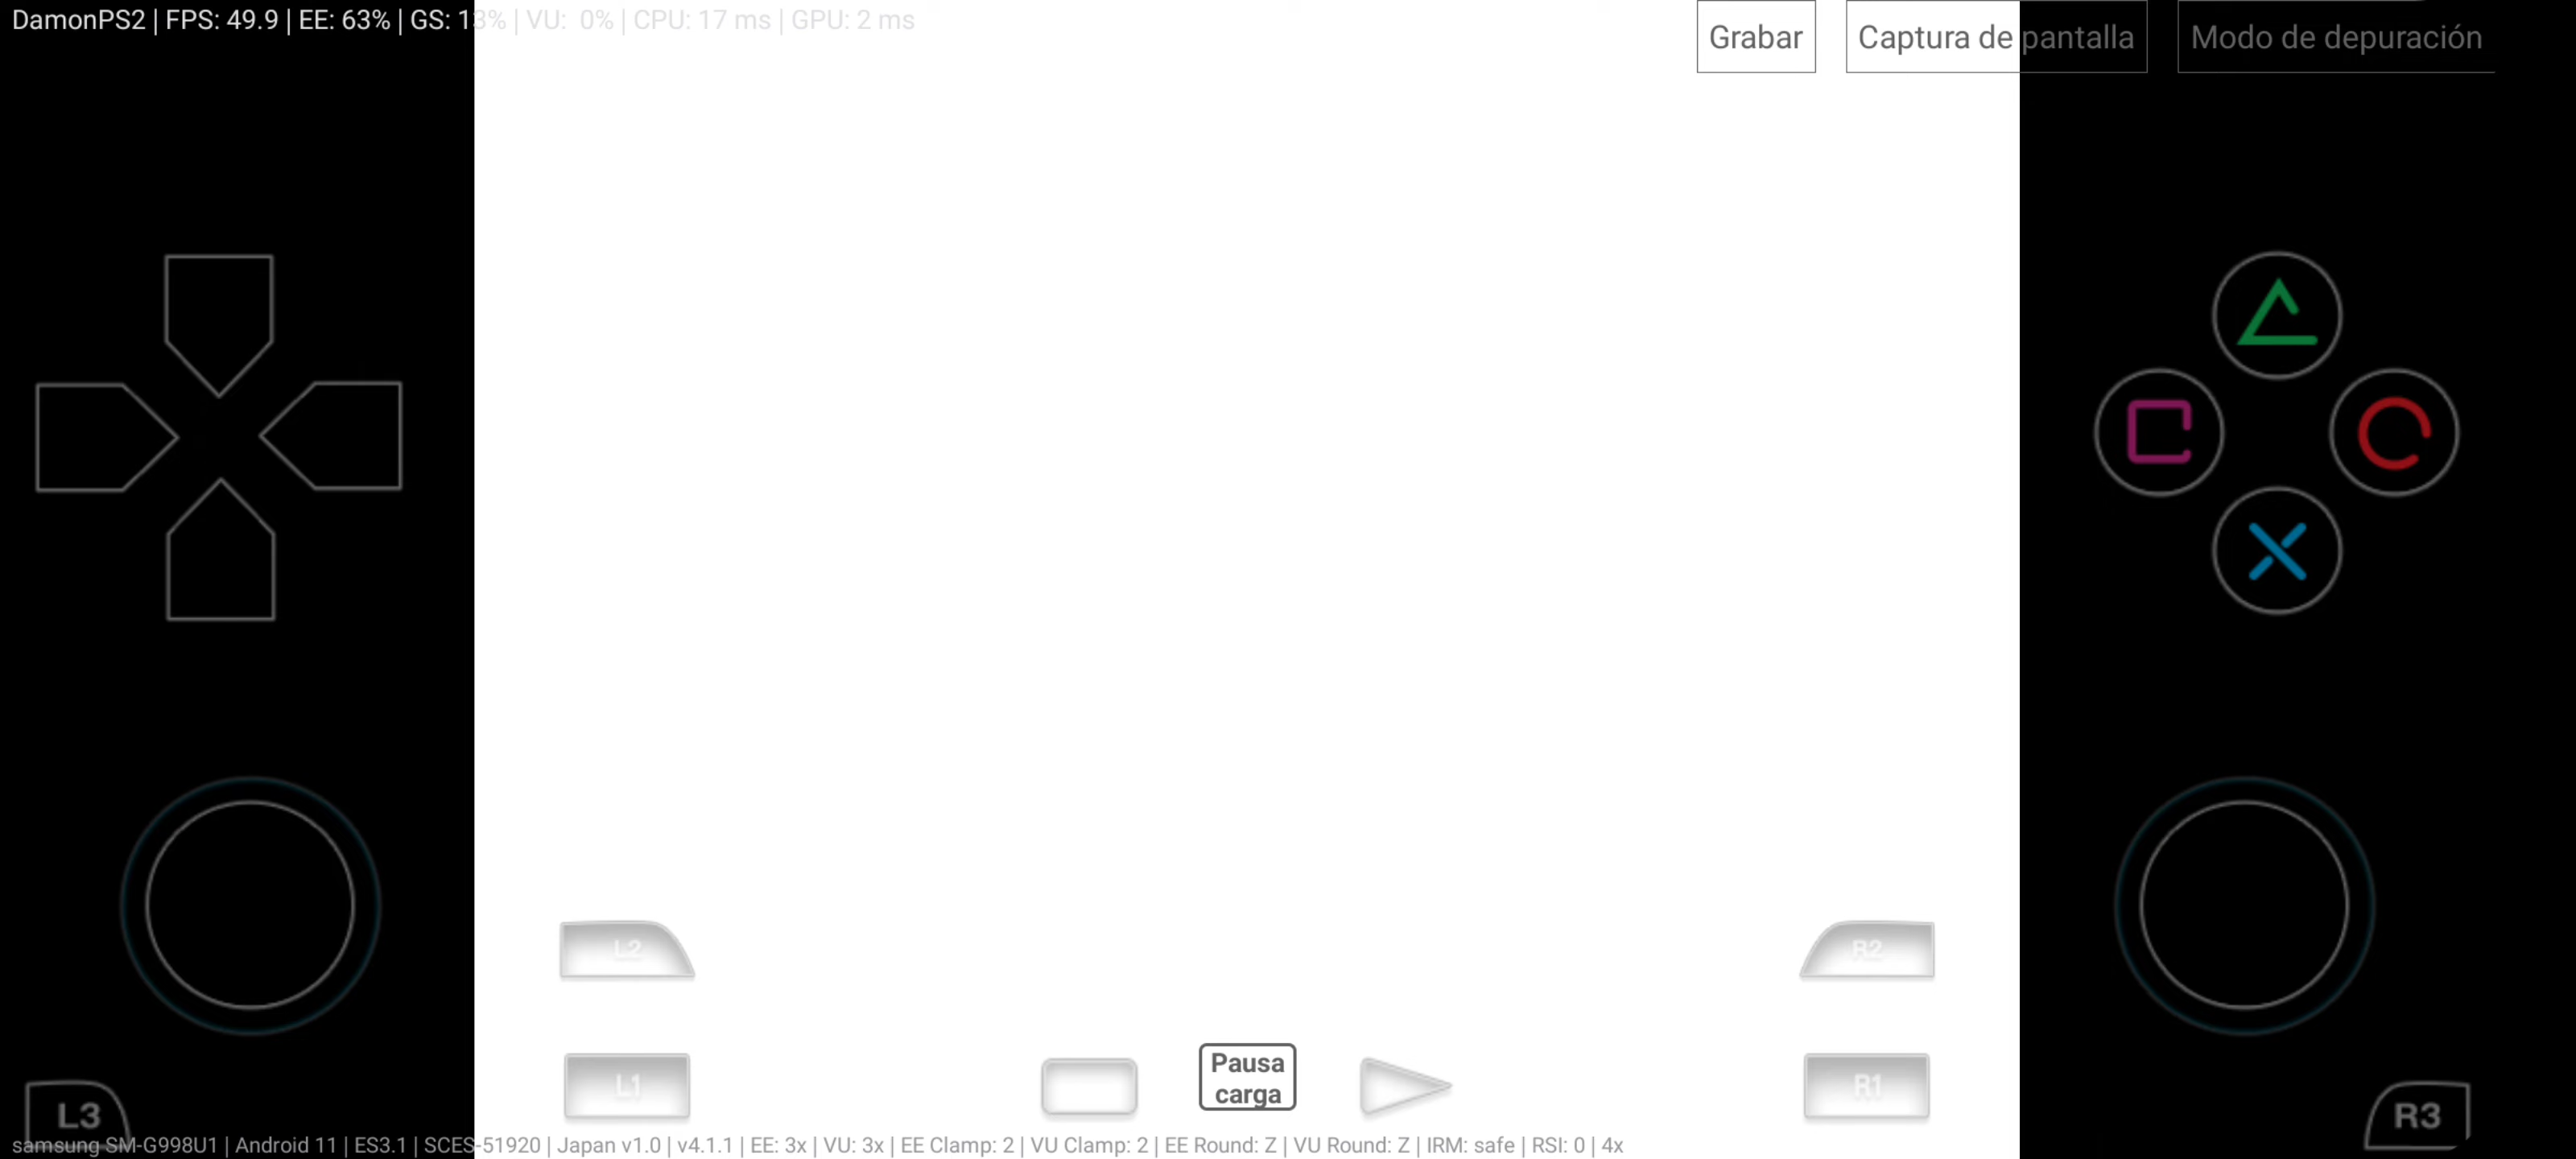 DamonPS2 | FPS: 49.9 | EE: 63% | GS: 13% | VU:  0% | CPU: 17 ms | GPU: 2 ms
Grabar
Captura de pantalla
Modo de depuración
L2
R2
Pausa
carga
L1
R1
L3
R3
samsung SM-G998U1 | Android 11 | ES3.1 | SCES-51920 | Japan v1.0 | v4.1.1 | EE: 3x | VU: 3x | EE Clamp: 2 | VU Clamp: 2 | EE Round: Z | VU Round: Z | IRM: safe | RSI: 0 | 4x